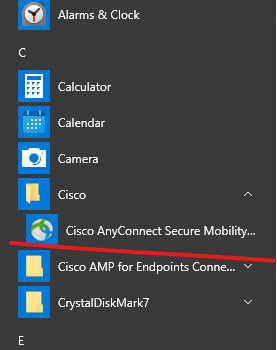 Alarms & Clock
C
Calculator
Calendar
Camera
Cisco
Cisco AnyConnect Secure Mobility...
Cisco AMP for Endpoints Conne...
CrystalDiskMark7
E